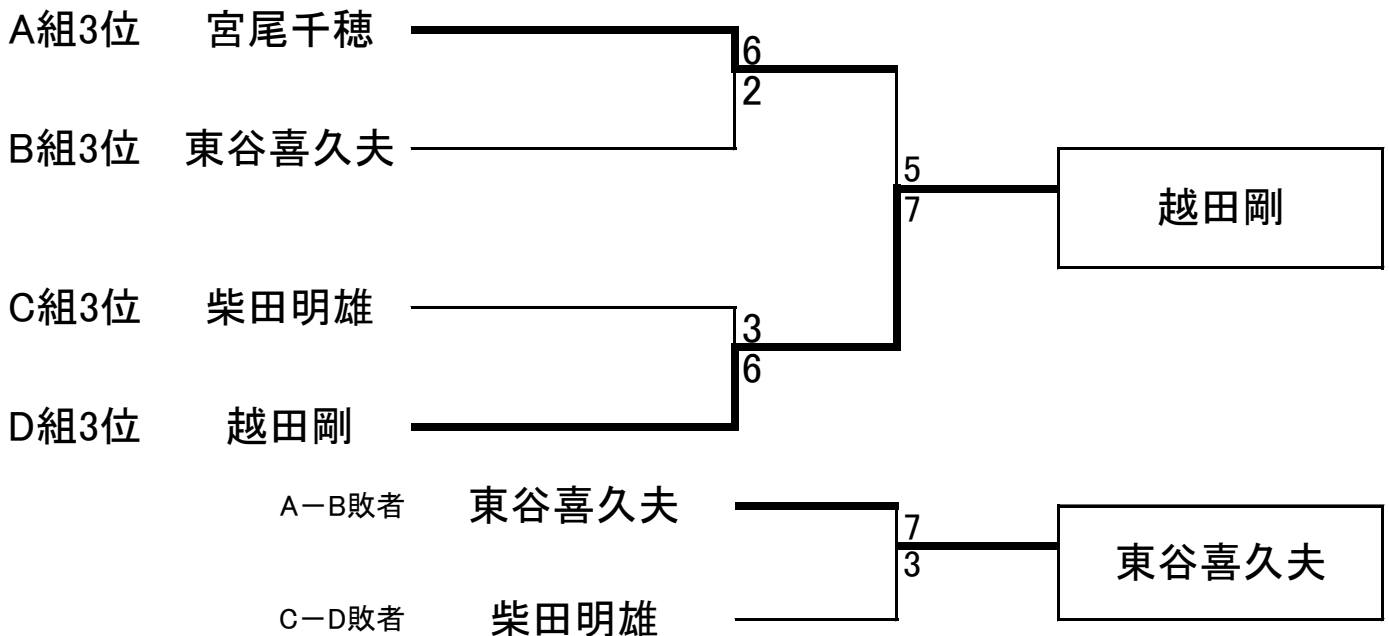 A組3位 宮尾千穂
6
2
B組3位 東谷喜久夫
5
7
越田剛
C組3位 柴田明雄
3
6
D組3位 越田剛
A－B敗者 東谷喜久夫
7
3
東谷喜久夫
C－D敗者 柴田明雄